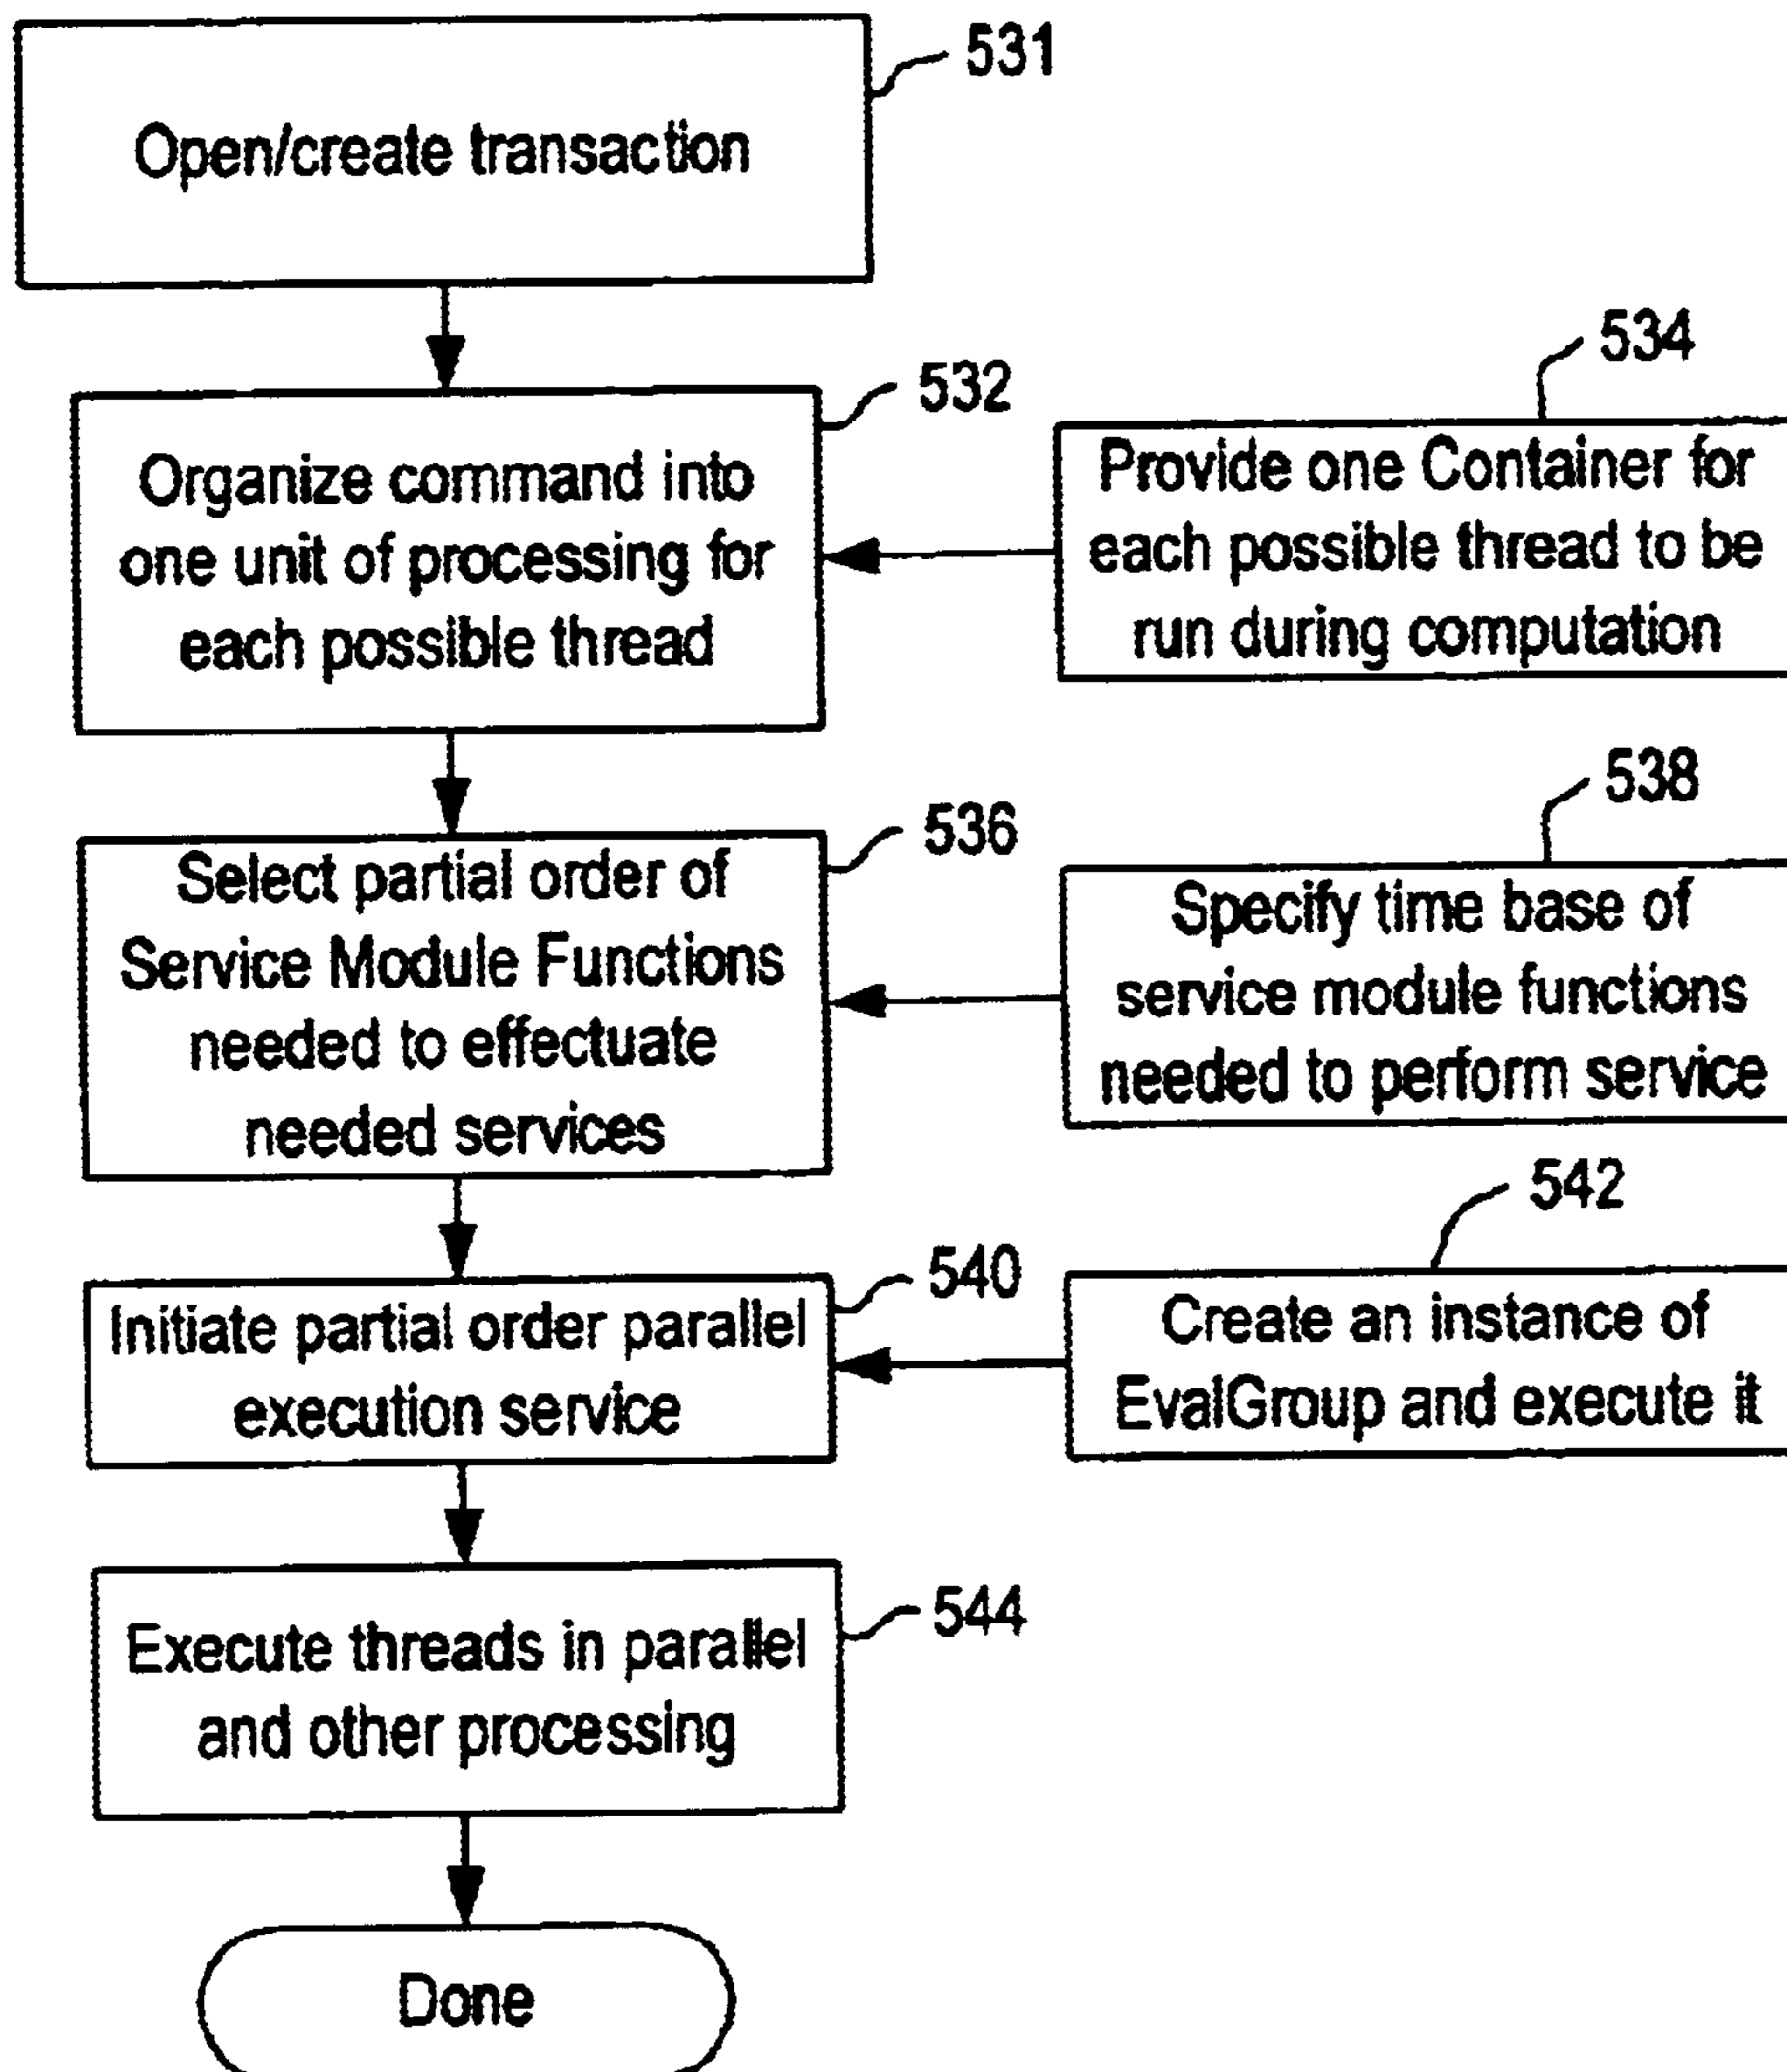 531
Open/create transaction
532
Organize command into
one unit of processing for
each possible thread
534
Provide one Container for
each possible thread to be
run during computation
536
Select partial order of
Service Module Functions
needed to effectuate
needed services
538
Specify time base of
service module functions
needed to perform service
540
Initiate partial order parallel
execution service
542
Create an instance of
EvalGroup and execute it
544
Execute threads in parallel
and other processing
Done